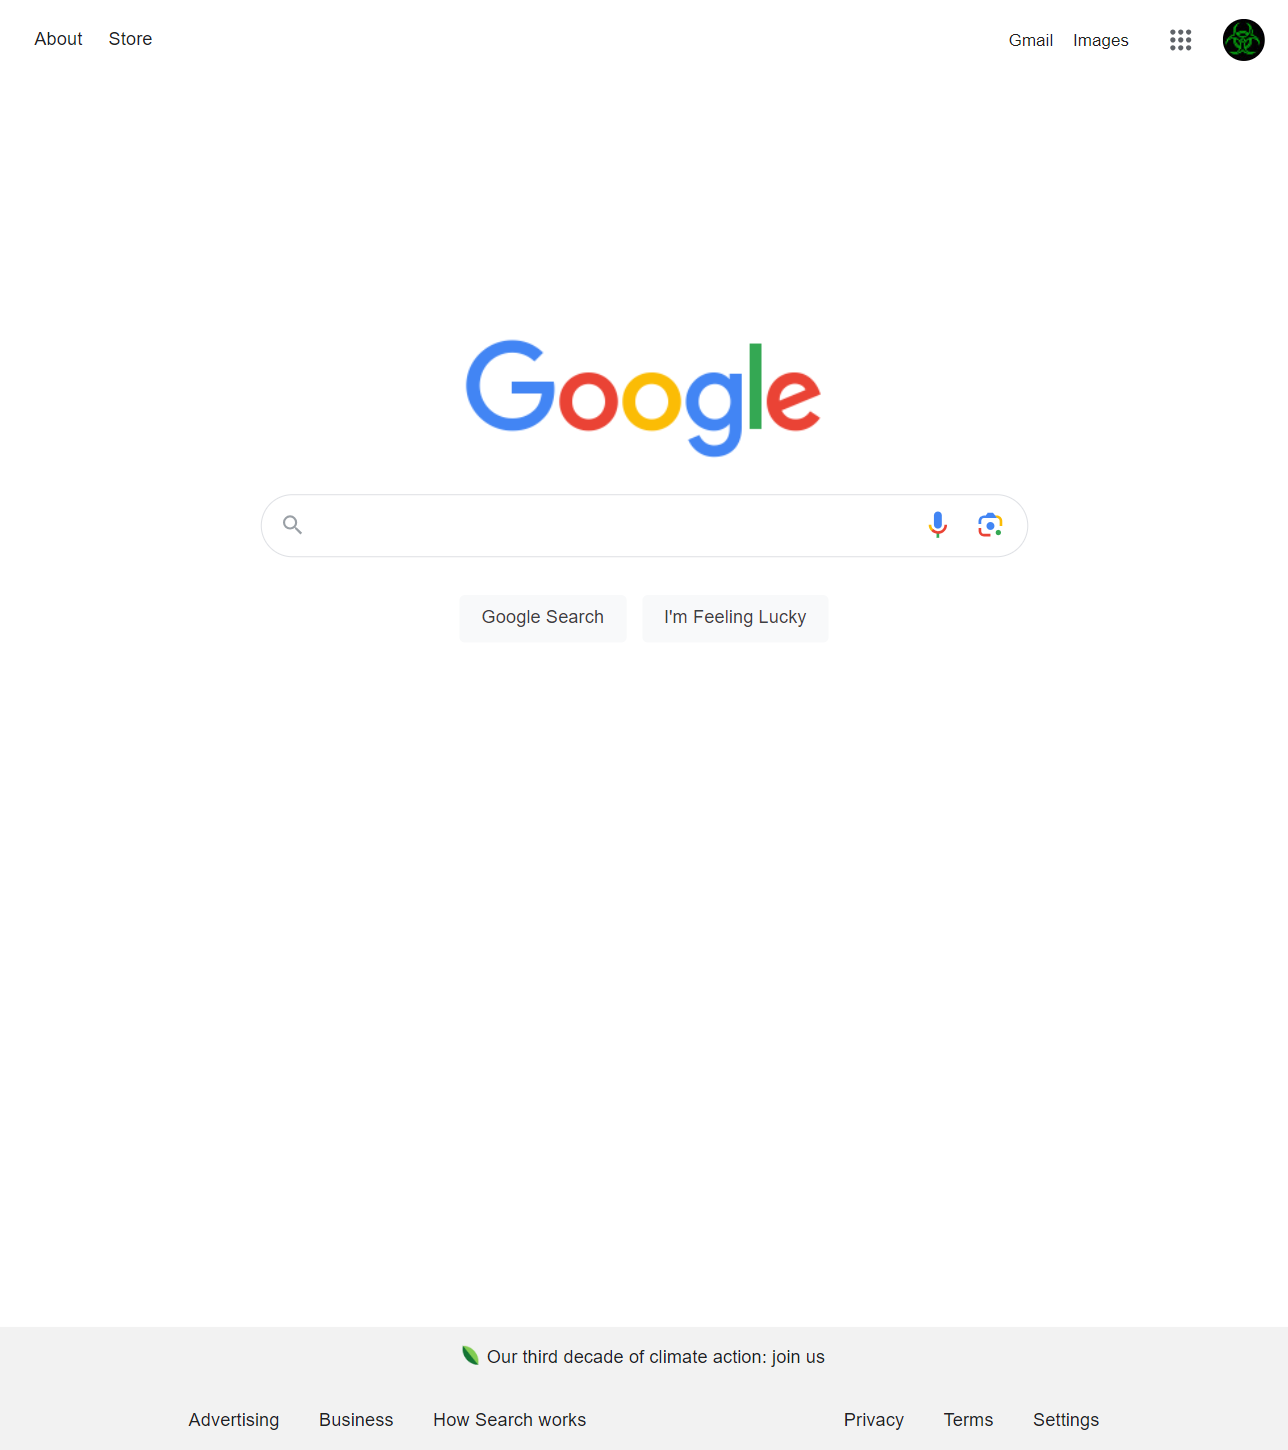 About Store Gmail Images
Google
Google Search I'm Feeling Lucky
Our third decade of climate action: join us
Advertising Business How Search works Privacy Terms Settings